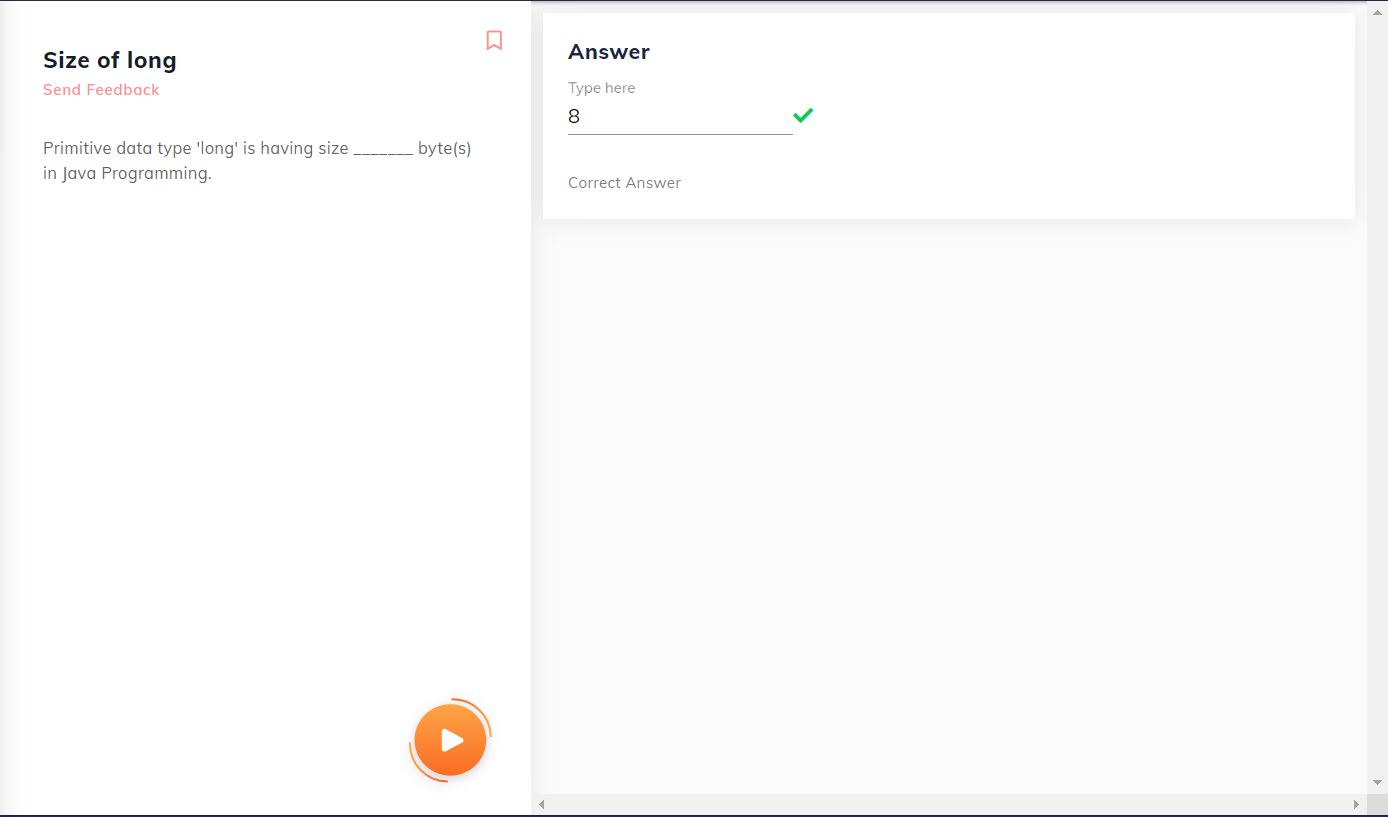 Size of long
Send Feedback
Primitive data type 'long' is having size _______ byte(s)
in Java Programming.
Answer
Type here
8
Correct Answer